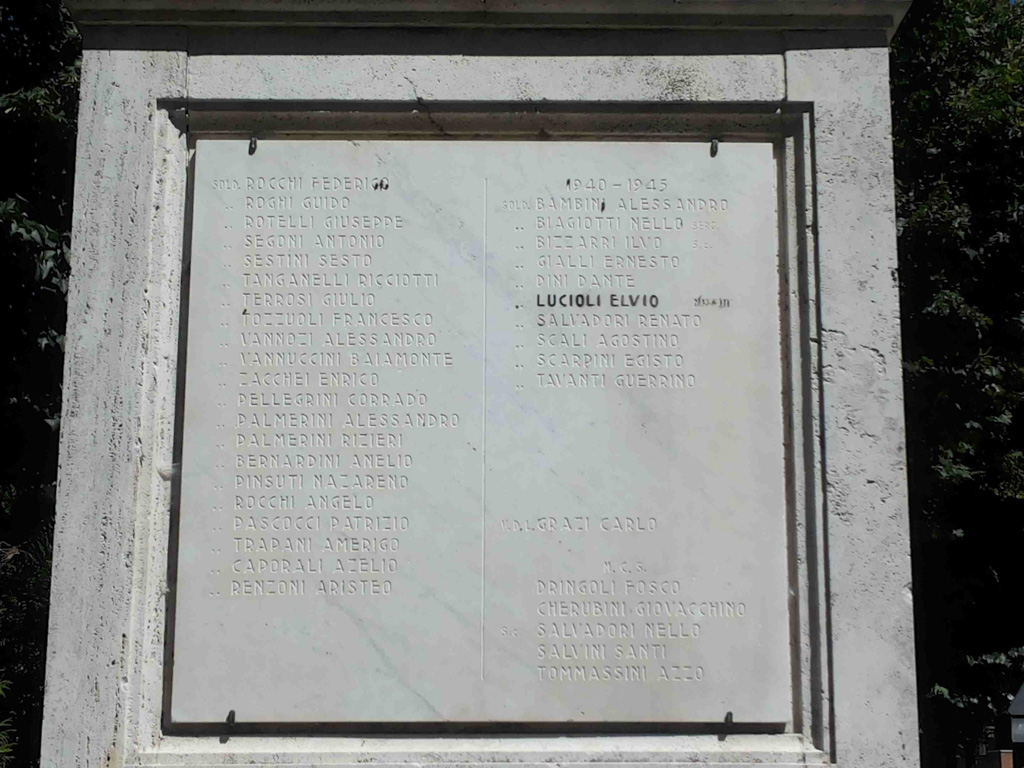 SOLD. ROCCHI FEDERIGO
„ ROGHI GUIDO
„ ROTELLI GIUSEPPE
„ SEGONI ANTONIO
„ SESTINI SESTO
„ TANGANELLI RICCIOTTI
„ TERROSI GIULIO
„ TOZZUOLI FRANCESCO
„ VANNOZI ALESSANDRO
„ VANNUCCINI BAIAMONTE
„ ZACCHEI ENRICO
„ PELLEGRINI CORRADO
„ PALMERINI ALESSANDRO
„ PALMERINI RIZIERI
„ BERNARDINI ANELIO
„ PINSUTI NAZARENO
„ ROCCHI ANGELO
„ PASCOCCI PATRIZIO
„ TRAPANI AMERIGO
„ CAPORALI AZELIO
„ RENZONI ARISTEO
1940-1945
SOLD. BAMBINI ALESSANDRO
„ BIAGIOTTI NELLO SERG.
„ BIZZARRI ILVO S.C.
„ GIALLI ERNESTO
„ DINI DANTE
„ LUCIOLI ELVIO
„ SALVADORI RENATO
„ SCALI AGOSTINO
„ SCARPINI EGISTO
„ TAVANTI GUERRINO
V.D.L. GRAZI CARLO
M.C.S.
DRINGOLI FOSCO
CHERUBINI GIOVACCHINO
S.C SALVADORI NELLO
SALVINI SANTI
TOMMASSINI AZZO